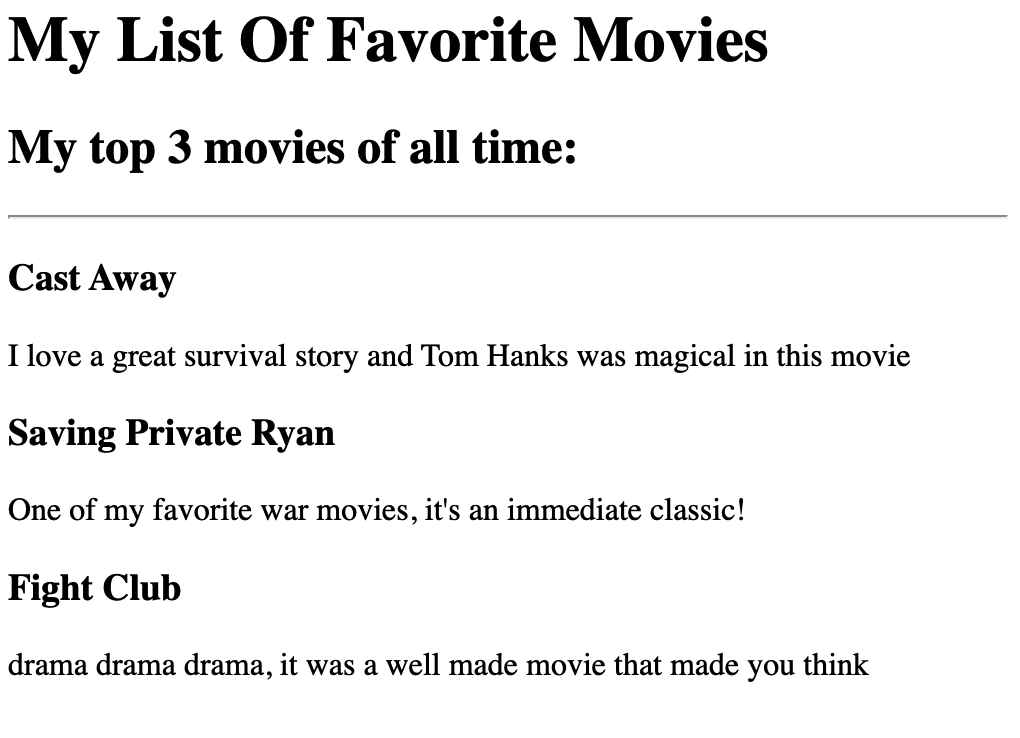 My List Of Favorite Movies
My top 3 movies of all time:
Cast Away
I love a great survival story and Tom Hanks was magical in this movie
Saving Private Ryan
One of my favorite war movies, it's an immediate classic!
Fight Club
drama drama drama, it was a well made movie that made you think